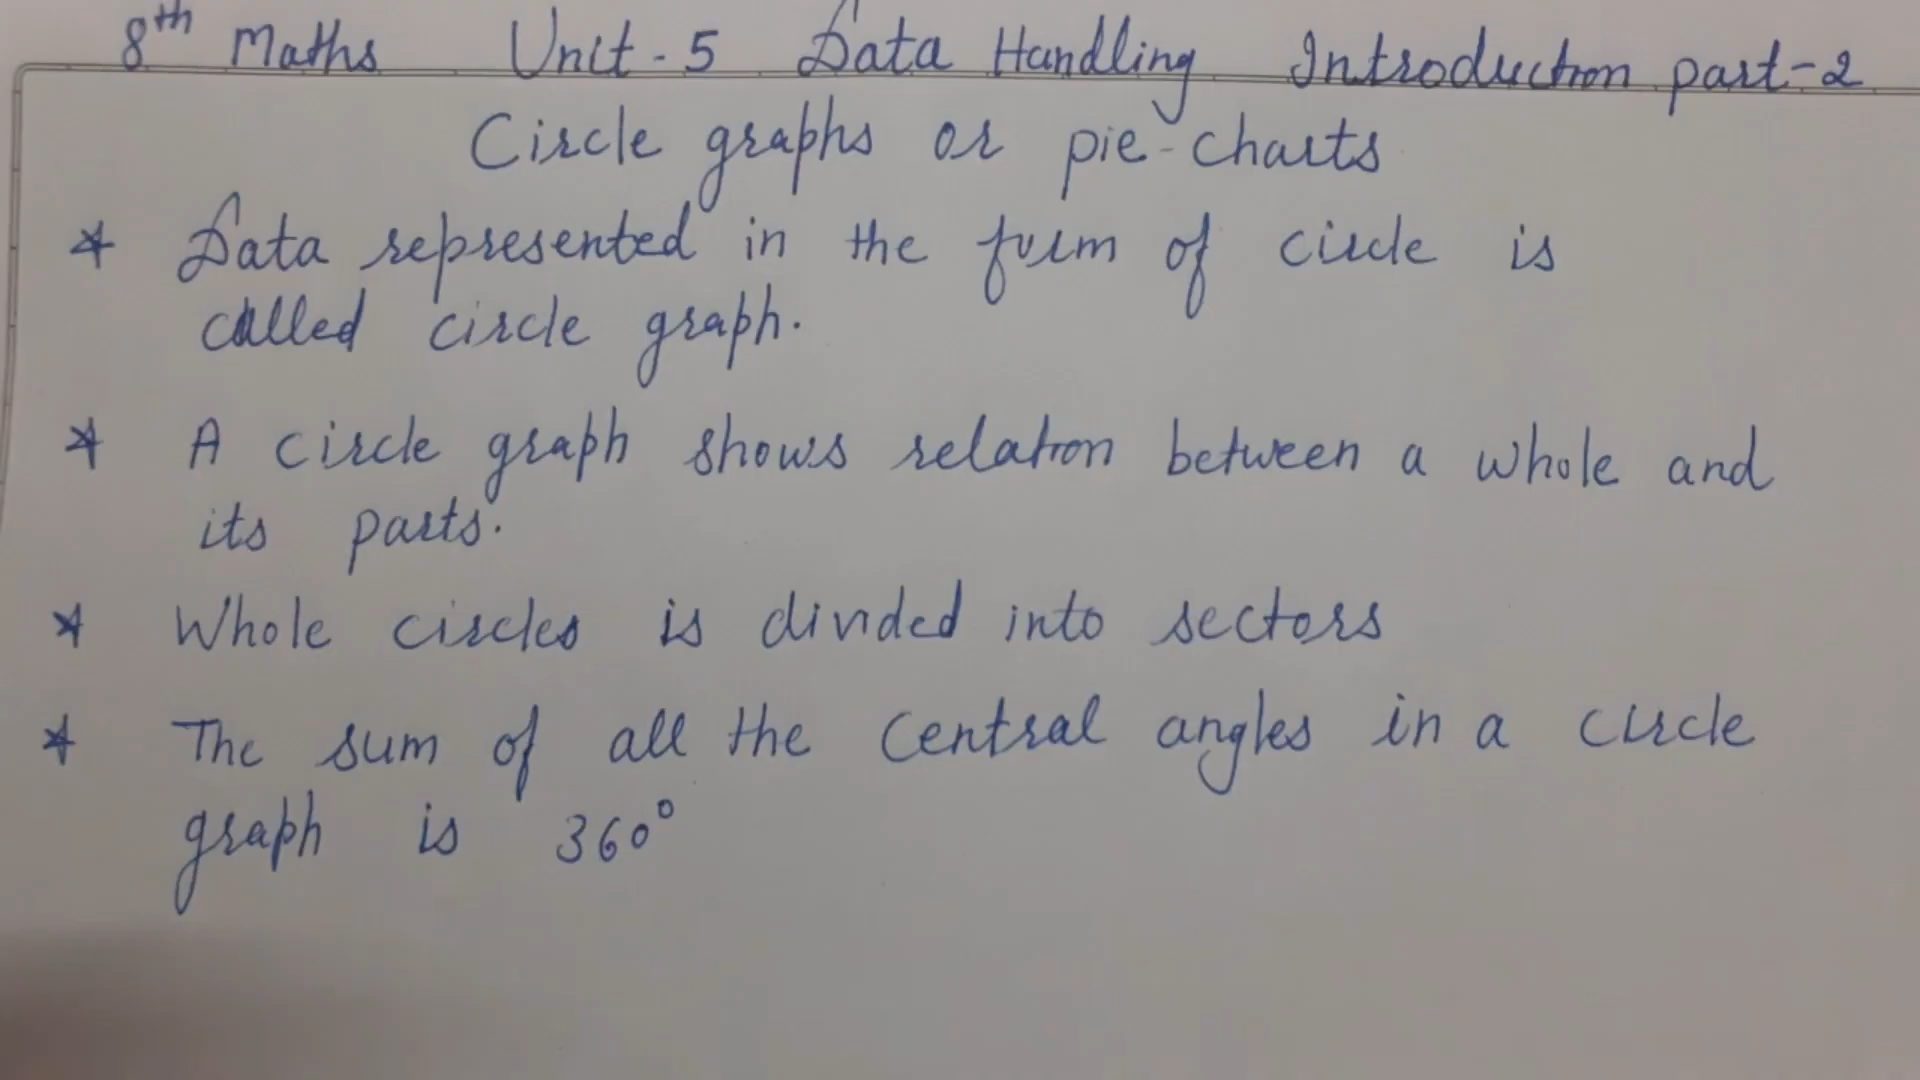 8th Maths Unit-5 Data Handling Introduction part-2
Circle graphs or pie-charts
* Data represented in the form of circle is
called circle graph.
* A circle graph shows relation between a whole and
its parts.
* Whole circles is divided into sectors
* The sum of all the central angles in a circle
graph is 360°